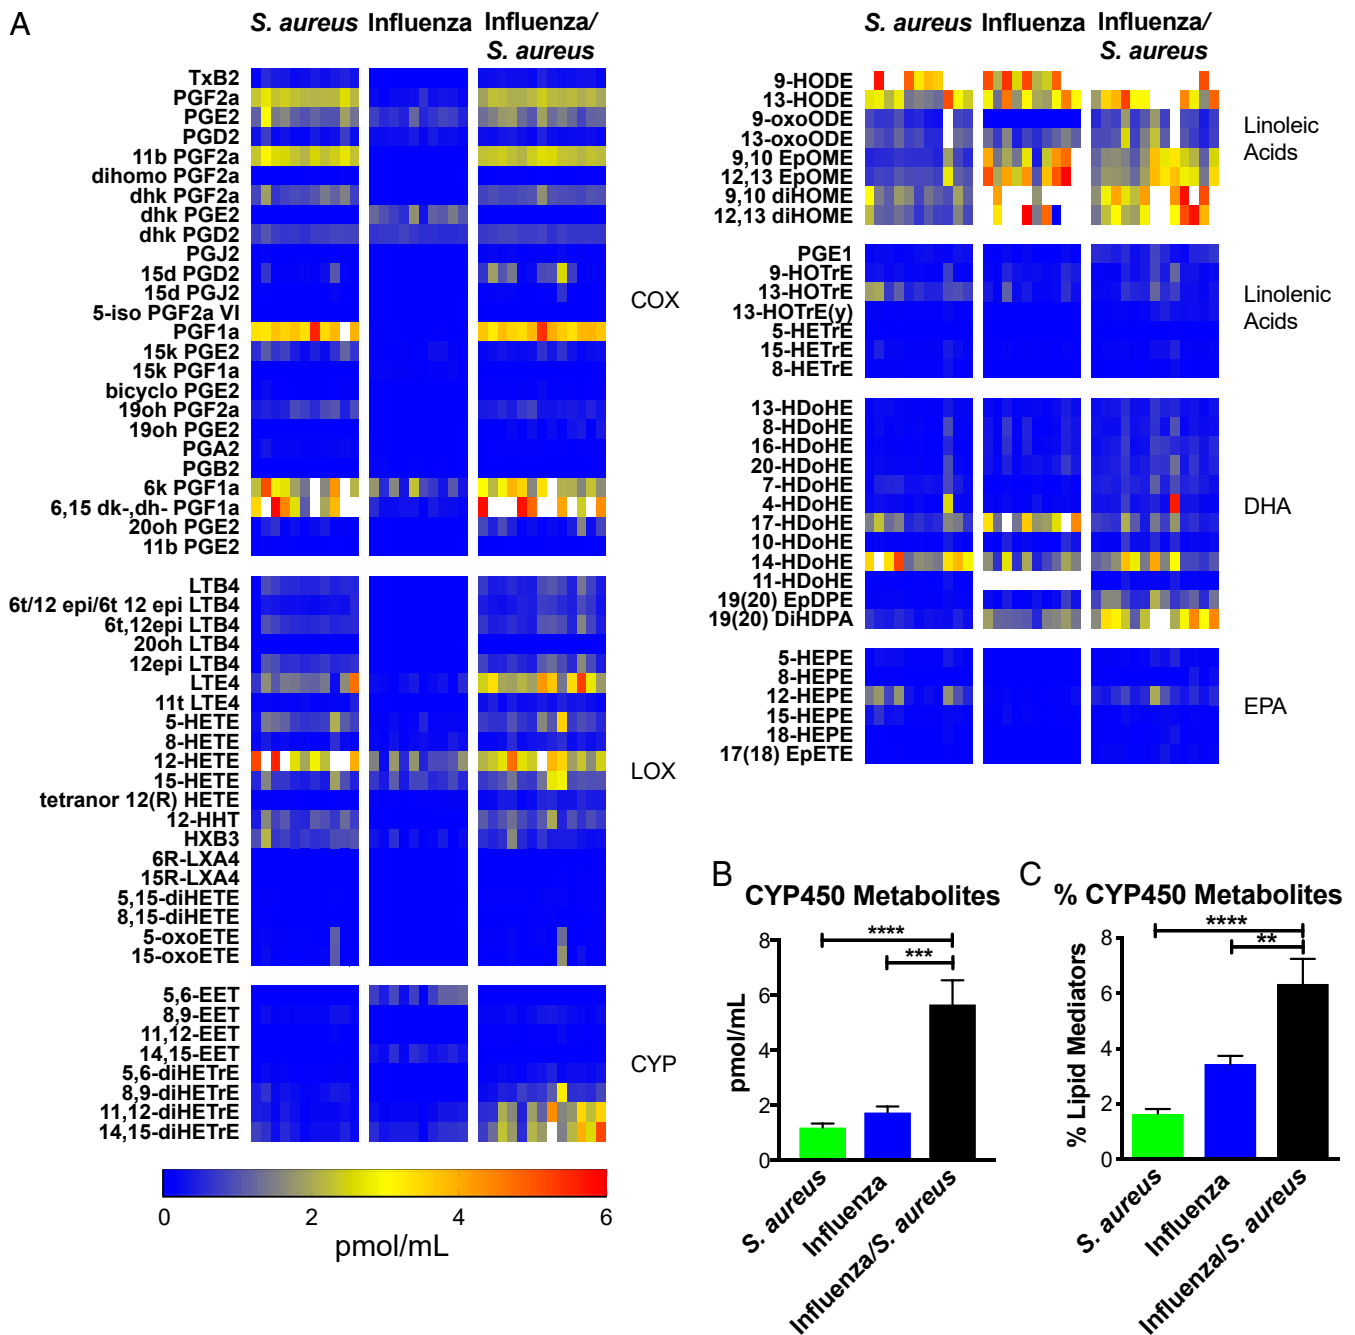 A
S. aureus Influenza Influenza/
S. aureus
TxB2
PGF2a
PGE2
PGD2
11b PGF2a
dihomo PGF2a
dhk PGF2a
dhk PGE2
dhk PGD2
PGJ2
15d PGD2
15d PGJ2
5-iso PGF2a VI
PGF1a
15k PGE2
15k PGF1a
bicyclo PGE2
19oh PGF2a
19oh PGE2
PGA2
PGB2
6k PGF1a
6,15 dk-,dh- PGF1a
20oh PGE2
11b PGE2
COX
LTB4
6t/12 epi/6t 12 epi LTB4
6t,12epi LTB4
20oh LTB4
12epi LTB4
LTE4
11t LTE4
5-HETE
8-HETE
12-HETE
15-HETE
tetranor 12(R) HETE
12-HHT
HXB3
6R-LXA4
15R-LXA4
5,15-diHETE
8,15-diHETE
5-oxoETE
15-oxoETE
LOX
5,6-EET
8,9-EET
11,12-EET
14,15-EET
5,6-diHETrE
8,9-diHETrE
11,12-diHETrE
14,15-diHETrE
CYP
0 2 4 6
pmol/mL
S. aureus Influenza Influenza/
S. aureus
9-HODE
13-HODE
9-oxoODE
13-oxoODE
9,10 EpOME
12,13 EpOME
9,10 diHOME
12,13 diHOME
Linoleic
Acids
PGE1
9-HOTrE
13-HOTrE
13-HOTrE(y)
5-HETrE
15-HETrE
8-HETrE
Linolenic
Acids
13-HDoHE
8-HDoHE
16-HDoHE
20-HDoHE
7-HDoHE
4-HDoHE
17-HDoHE
10-HDoHE
14-HDoHE
11-HDoHE
19(20) EpDPE
19(20) DiHDPA
DHA
5-HEPE
8-HEPE
12-HEPE
15-HEPE
18-HEPE
17(18) EpETE
EPA
B
CYP450 Metabolites
****
***
8
6
4
2
0
pmol/mL
S. aureus
Influenza
Influenza/S. aureus
C
% CYP450 Metabolites
****
**
8
6
4
2
0
% Lipid Mediators
S. aureus
Influenza
Influenza/S. aureus